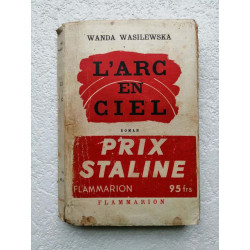 WANDA WASILEWSKA
L'ARC
EN
CIEL
ROMAN
PRIX
STALINE
FLAMMARION 95 frs
FLAMMARION